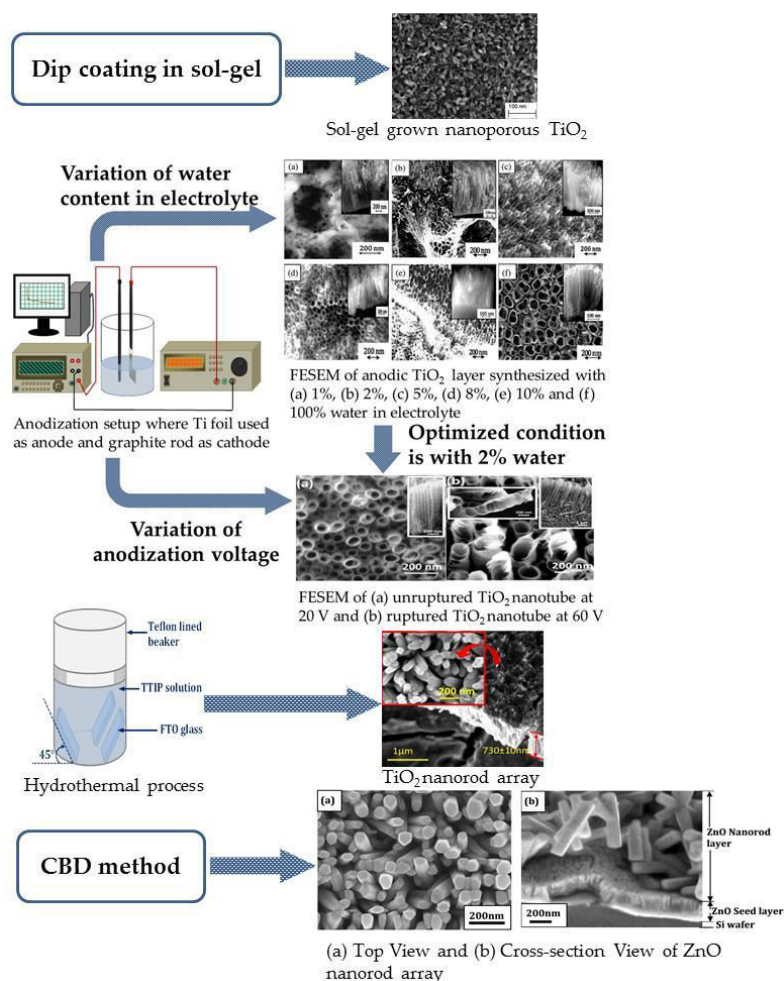 Dip coating in sol-gel
100 nm
Sol-gel grown nanoporous TiO₂
Variation of water
content in electrolyte
(a)
(b)
(c)
200 nm
200 nm
200 nm
(d)
(e)
(f)
200 nm
200 nm
200 nm
FESEM of anodic TiO₂ layer synthesized with
(a) 1%, (b) 2%, (c) 5%, (d) 8%, (e) 10% and (f)
100% water in electrolyte
Anodization setup where Ti foil used
as anode and graphite rod as cathode
Optimized condition
is with 2% water
Variation of
anodization voltage
(a)
(b)
200 nm
200 nm
FESEM of (a) unruptured TiO₂ nanotube at
20 V and (b) ruptured TiO₂ nanotube at 60 V
Teflon lined
beaker
TTIP solution
FTO glass
45°
Hydrothermal process
200 nm
1µm
730±10nm
TiO₂ nanorod array
CBD method
(a)
(b)
200nm
200nm
ZnO Nanorod
layer
ZnO Seed layer
Si wafer
(a) Top View and (b) Cross-section View of ZnO
nanorod array